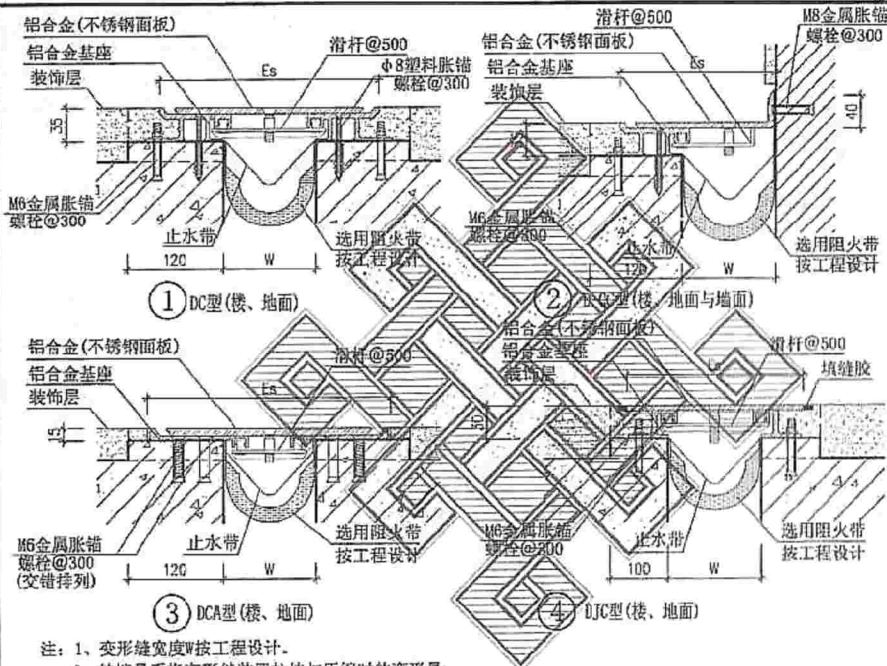 铝合金(不锈钢面板)
滑杆@500
铝合金基座
Es
φ8塑料胀锚
螺栓@300
装饰层
35
M6金属胀锚
螺栓@300
止水带
选用阻火带
按工程设计
120
W
① DC型(楼、地面)
滑杆@500
M8金属胀锚
螺栓@300
铝合金(不锈钢面板)
Es
铝合金基座
装饰层
40
M6金属胀锚
螺栓@300
止水带
选用阻火带
按工程设计
120
W
② 型(楼、地面与墙面)
铝合金(不锈钢面板)
滑杆@500
铝合金基座
Es
装饰层
15
M6金属胀锚
螺栓@300
(交错排列)
止水带
选用阻火带
按工程设计
120
W
③ DCA型(楼、地面)
铝合金(不锈钢面板)
滑杆@500
铝合金基座
Es
填缝胶
装饰层
50
M6金属胀锚
螺栓@300
止水带
选用阻火带
按工程设计
100
W
④ DJC型(楼、地面)
注：1、变形缝宽度W按工程设计。